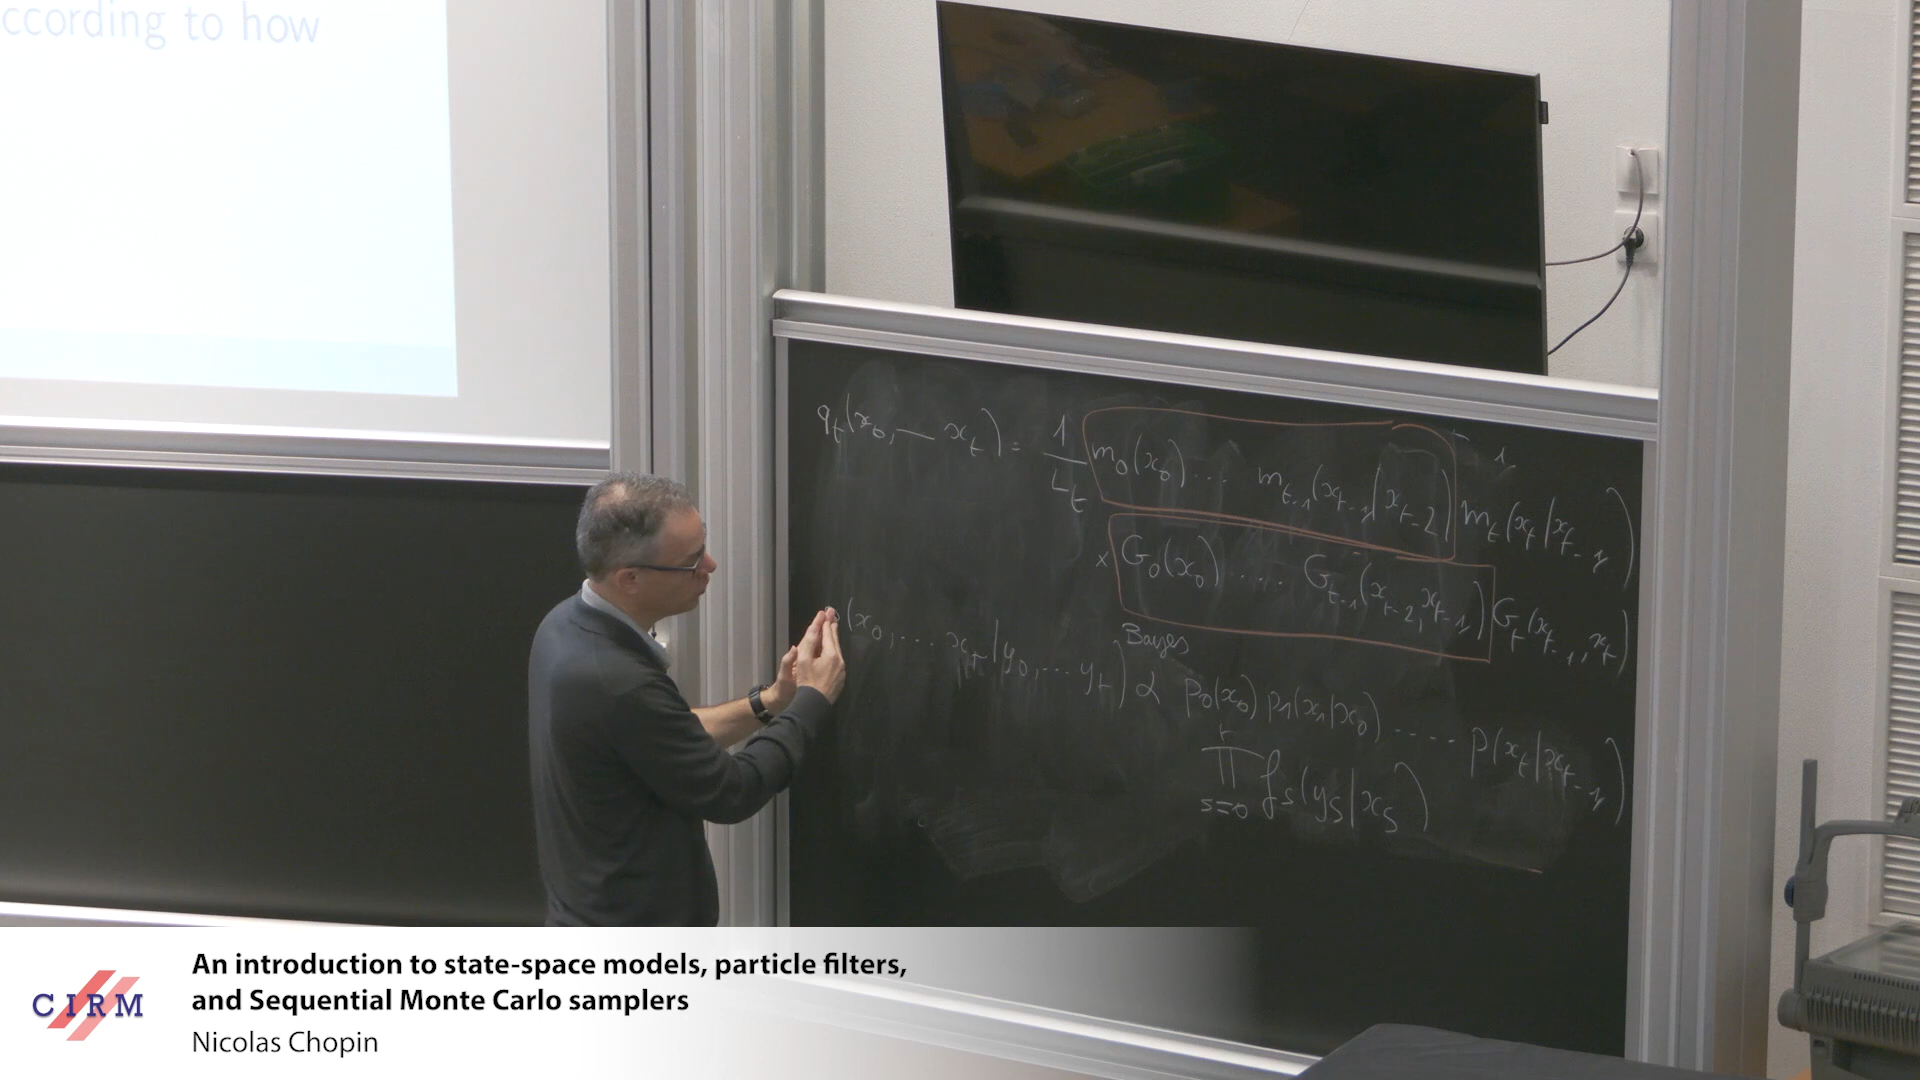 ccording to how
q_t(x_0, — x_t) = 1/L_t m_0(x_0) ... m_{t-1}(x_{t-1}|x_{t-2}) m_t(x_t|x_{t-1})
× G_0(x_0) ..... G_{t-1}(x_{t-2}, x_{t-1}) G_t(x_{t-1}, x_t)
Bayes
(x_0, ... x_t | y_0, ... y_t) ∝ p_0(x_0) p_1(x_1|x_0) ---- p(x_t|x_{t-1})
∏_{s=0}^{t} f_s(y_s|x_s)
An introduction to state-space models, particle filters,
and Sequential Monte Carlo samplers
CIRM
Nicolas Chopin